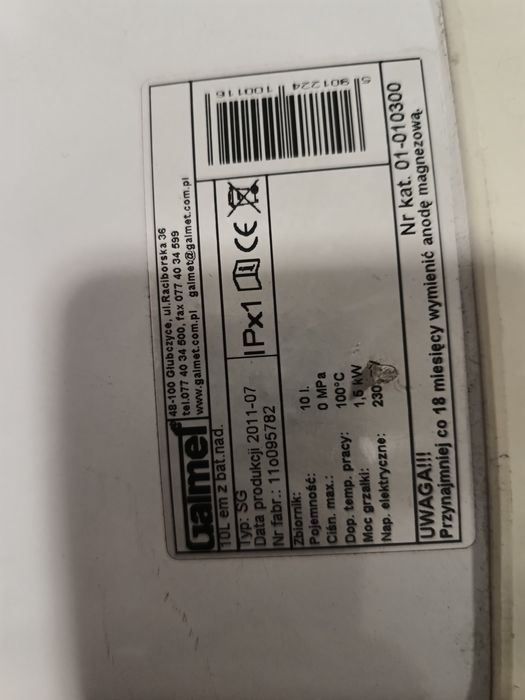 Galmet
48-100 Głubczyce, ul.Raciborska 36
tel.077 40 34 500, fax 077 40 34 599
www.galmet.com.pl galmet@galmet.com.pl
10L em z bat.nad.
Typ: SG
Data produkcji 2011-07
Nr fabr.: 11o095782
IPx1 CE
5 901224 100116
Zbiornik:
Pojemność: 10 l.
Ciśn. max.: 0 MPa
Dop. temp. pracy: 100°C
Moc grzałki: 1,5 kW
Nap. elektryczne: 230
Nr kat. 01-010300
UWAGA!!!
Przynajmniej co 18 miesięcy wymienić anodę magnezową.